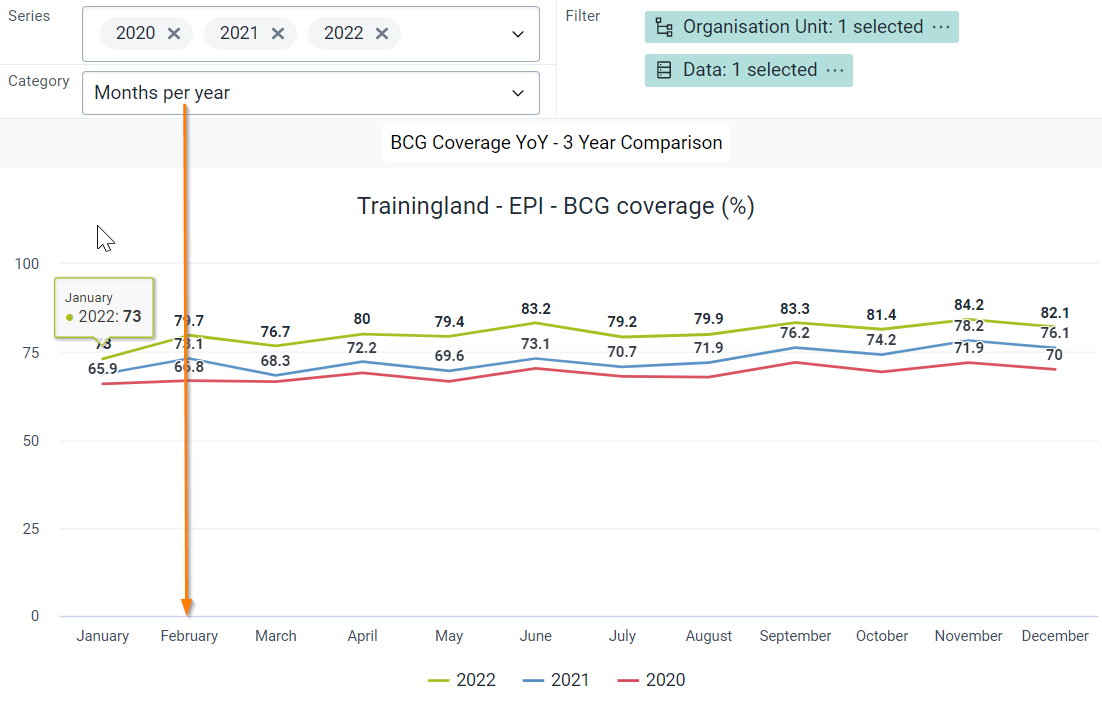 Series
2020 ✕ 2021 ✕ 2022 ✕
Filter
Organisation Unit: 1 selected ···
Data: 1 selected ···
Category
Months per year
BCG Coverage YoY - 3 Year Comparison
Trainingland - EPI - BCG coverage (%)
100
75
50
25
0
January
2022: 73
73
79.7
76.7
80
79.4
83.2
79.2
79.9
83.3
81.4
84.2
82.1
73.1
68.3
72.2
69.6
73.1
70.7
71.9
76.2
74.2
78.2
76.1
65.9
66.8
71.9
70
January February March April May June July August September October November December
2022 2021 2020